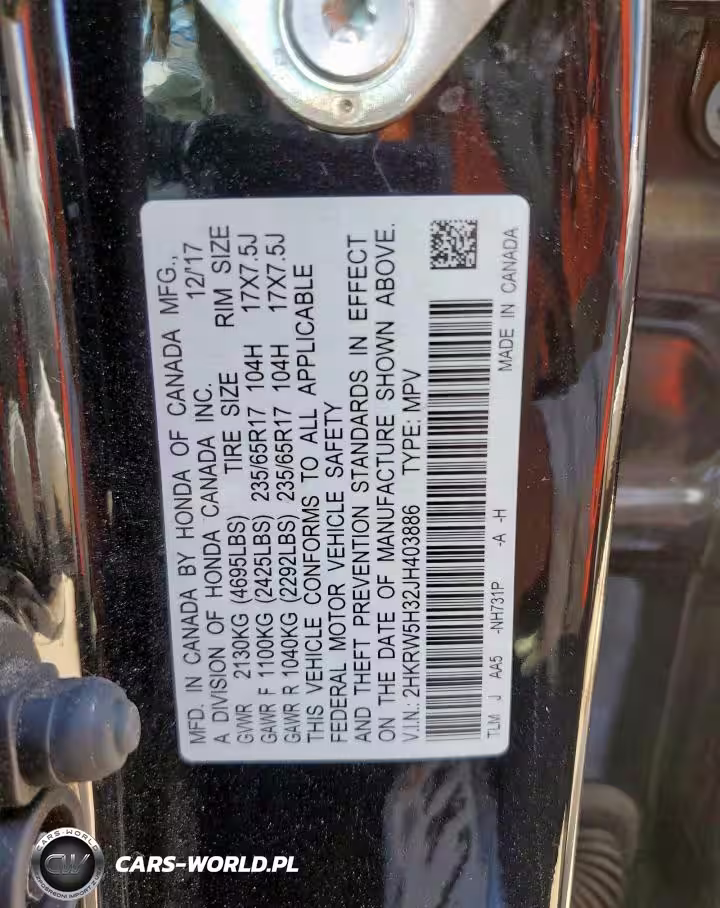 MFD. IN CANADA BY HONDA OF CANADA MFG.,
A DIVISION OF HONDA CANADA INC. 12/'17
GVWR 2130KG (4695LBS) TIRE SIZE RIM SIZE
GAWR F 1100KG (2425LBS) 235/65R17 104H 17X7.5J
GAWR R 1040KG (2292LBS) 235/65R17 104H 17X7.5J
THIS VEHICLE CONFORMS TO ALL APPLICABLE
FEDERAL MOTOR VEHICLE SAFETY
AND THEFT PREVENTION STANDARDS IN EFFECT
ON THE DATE OF MANUFACTURE SHOWN ABOVE.
V.I.N.: 2HKRW5H32JH403886 TYPE: MPV
TLM J AA5 -NH731P -A -H MADE IN CANADA
CARS-WORLD
CW
CARS-WORLD.PL